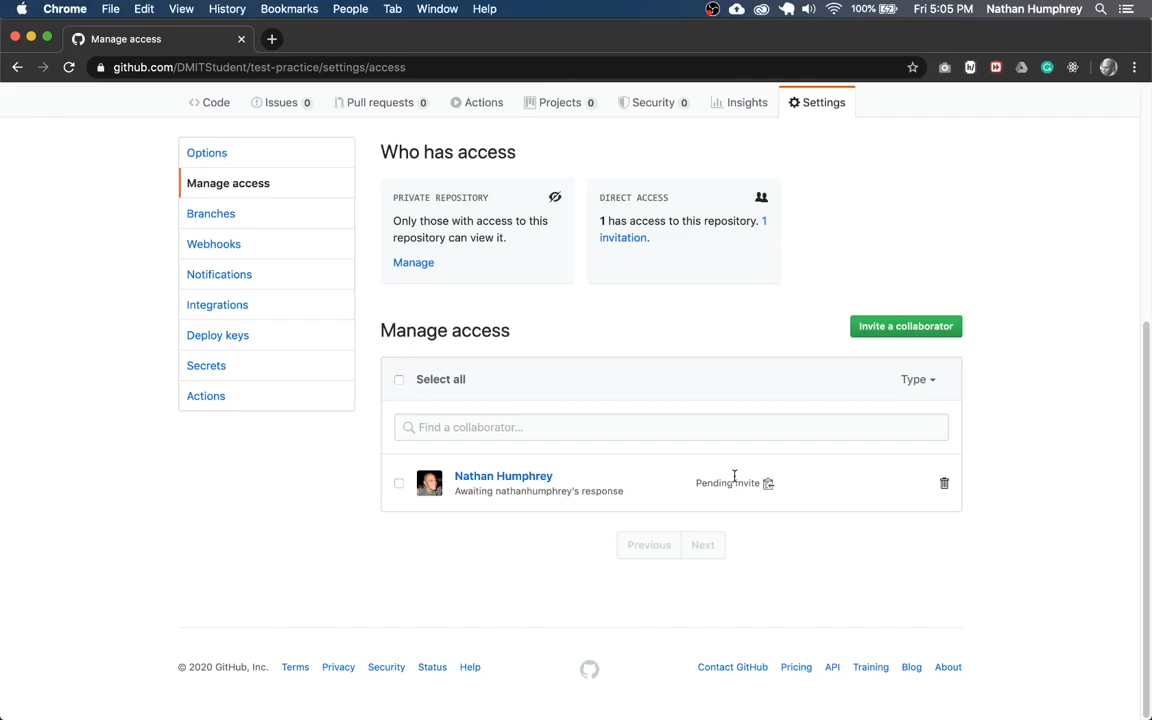 Chrome File Edit View History Bookmarks People Tab Window Help 100% Fri 5:05 PM Nathan Humphrey
Manage access
github.com/DMITStudent/test-practice/settings/access
Code Issues 0 Pull requests 0 Actions Projects 0 Security 0 Insights Settings
Options
Manage access
Branches
Webhooks
Notifications
Integrations
Deploy keys
Secrets
Actions
Who has access
PRIVATE REPOSITORY
Only those with access to this
repository can view it.
Manage
DIRECT ACCESS
1 has access to this repository. 1
invitation.
Manage access
Invite a collaborator
Select all Type
Find a collaborator...
Nathan Humphrey
Awaiting nathanhumphrey's response
Pending invite
Previous Next
© 2020 GitHub, Inc. Terms Privacy Security Status Help Contact GitHub Pricing API Training Blog About